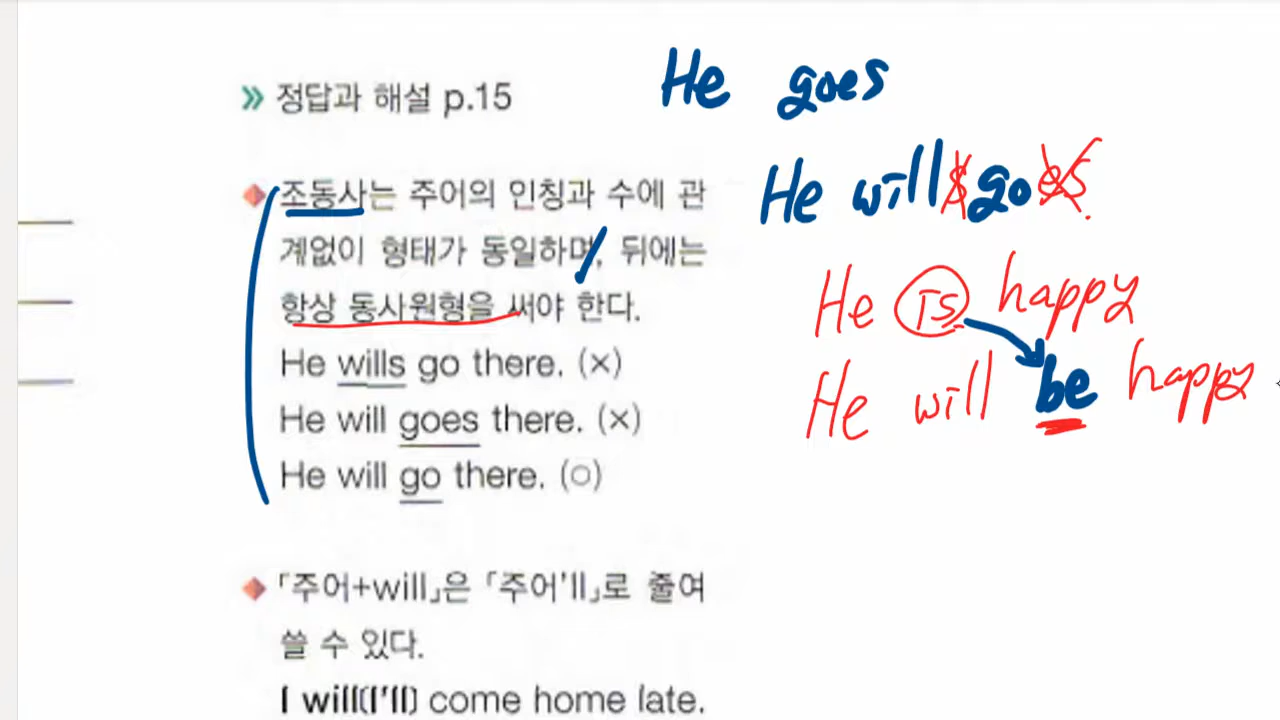 » 정답과 해설 p.15
조동사는 주어의 인칭과 수에 관
계없이 형태가 동일하며, 뒤에는
항상 동사원형을 써야 한다.
He wills go there. (×)
He will goes there. (×)
He will go there. (○)
「주어+will」은 「주어'll」로 줄여
쓸 수 있다.
I will(I'll) come home late.
He goes
He will s go es.
He is happy
He will be happy